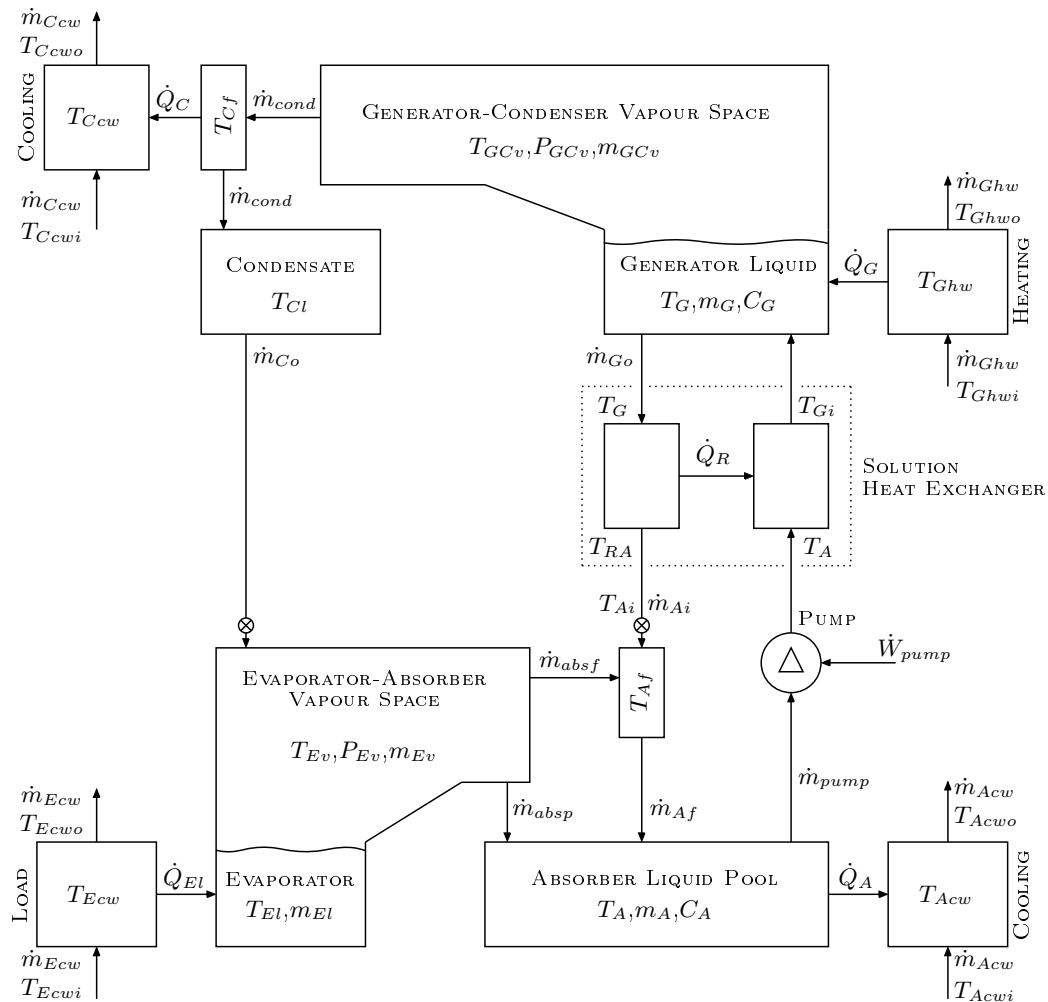 ṁ_Ccw
T_Ccwo
COOLING
T_Ccw
Q̇_C
T_Cf
ṁ_cond
GENERATOR-CONDENSER VAPOUR SPACE
T_GCv,P_GCv,m_GCv
ṁ_Ccw
T_Ccwi
ṁ_cond
CONDENSATE
T_Cl
GENERATOR LIQUID
T_G,m_G,C_G
Q̇_G
ṁ_Ghw
T_Ghwo
T_Ghw
HEATING
ṁ_Ghw
T_Ghwi
ṁ_Co
ṁ_Go
T_G
T_Gi
Q̇_R
SOLUTION
HEAT EXCHANGER
T_RA
T_A
T_Ai
ṁ_Ai
PUMP
Ẇ_pump
EVAPORATOR-ABSORBER
VAPOUR SPACE
T_Ev,P_Ev,m_Ev
ṁ_absf
T_Af
ṁ_absp
ṁ_Af
ṁ_pump
ṁ_Ecw
T_Ecwo
LOAD
T_Ecw
Q̇_El
EVAPORATOR
T_El,m_El
ṁ_Ecw
T_Ecwi
ABSORBER LIQUID POOL
T_A,m_A,C_A
Q̇_A
ṁ_Acw
T_Acwo
T_Acw
COOLING
ṁ_Acw
T_Acwi